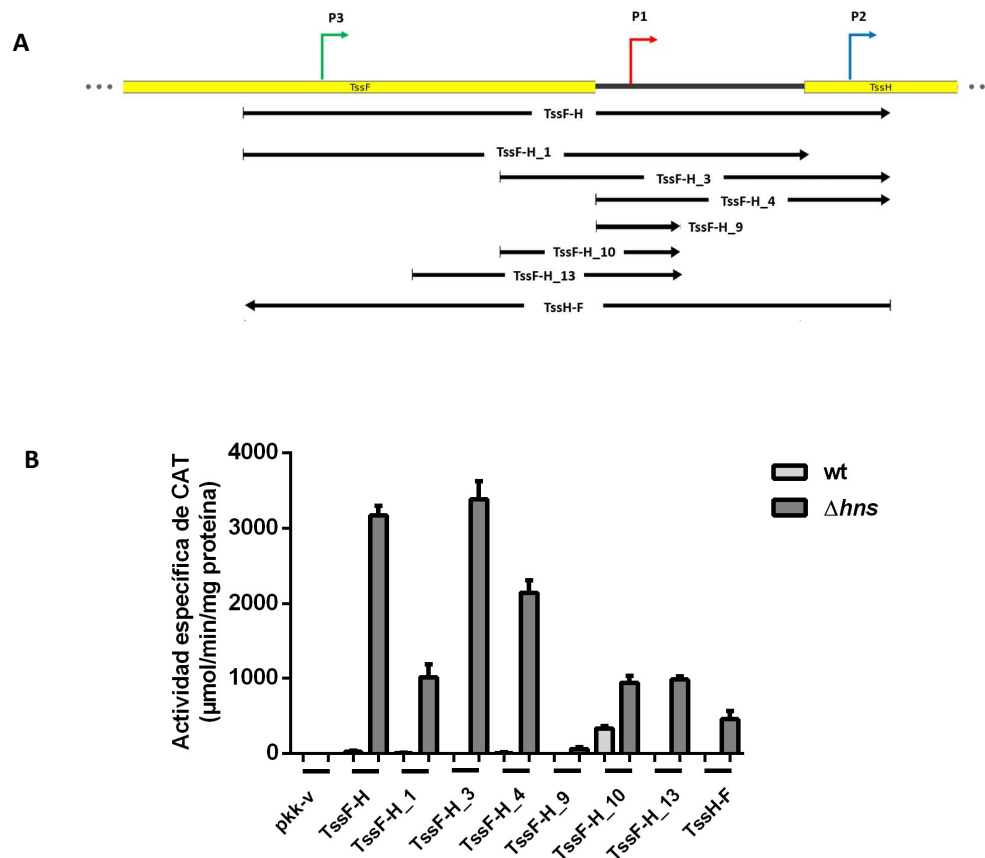 A
P3
P1
P2
TssF
TssH
TssF-H
TssF-H_1
TssF-H_3
TssF-H_4
TssF-H_9
TssF-H_10
TssF-H_13
TssH-F
B
Actividad específica de CAT
(µmol/min/mg proteína)
4000
3000
2000
1000
0
wt
Δhns
pkk-v
TssF-H
TssF-H_1
TssF-H_3
TssF-H_4
TssF-H_9
TssF-H_10
TssF-H_13
TssH-F